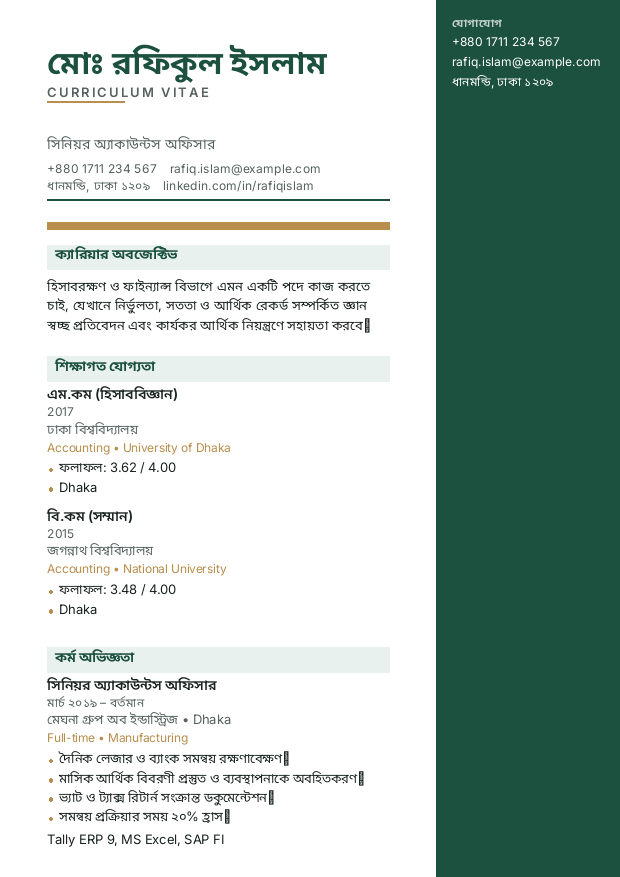 মোঃ রফিকুল ইসলাম
CURRICULUM VITAE
সিনিয়র অ্যাকাউন্টস অফিসার
+880 1711 234 567 rafiq.islam@example.com
ধানমন্ডি, ঢাকা ১২০৯ linkedin.com/in/rafiqislam
ক্যারিয়ার অবজেক্টিভ
হিসাবরক্ষণ ও ফাইন্যান্স বিভাগে এমন একটি পদে কাজ করতে
চাই, যেখানে নির্ভুলতা, সততা ও আর্থিক রেকর্ড সম্পর্কিত জ্ঞান
স্বচ্ছ প্রতিবেদন এবং কার্যকর আর্থিক নিয়ন্ত্রণে সহায়তা করবে
শিক্ষাগত যোগ্যতা
এম.কম (হিসাববিজ্ঞান)
2017
ঢাকা বিশ্ববিদ্যালয়
Accounting • University of Dhaka
• ফলাফল: 3.62 / 4.00
• Dhaka
বি.কম (সম্মান)
2015
জগন্নাথ বিশ্ববিদ্যালয়
Accounting • National University
• ফলাফল: 3.48 / 4.00
• Dhaka
কর্ম অভিজ্ঞতা
সিনিয়র অ্যাকাউন্টস অফিসার
মার্চ ২০১৯ – বর্তমান
মেঘনা গ্রুপ অব ইন্ডাস্ট্রিজ • Dhaka
Full-time • Manufacturing
• দৈনিক লেজার ও ব্যাংক সমন্বয় রক্ষণাবেক্ষণ
• মাসিক আর্থিক বিবরণী প্রস্তুত ও ব্যবস্থাপনাকে অবহিতকরণ
• ভ্যাট ও ট্যাক্স রিটার্ন সংক্রান্ত ডকুমেন্টেশন
• সমন্বয় প্রক্রিয়ার সময় ২০% হ্রাস
Tally ERP 9, MS Excel, SAP FI
যোগাযোগ
+880 1711 234 567
rafiq.islam@example.com
ধানমন্ডি, ঢাকা ১২০৯